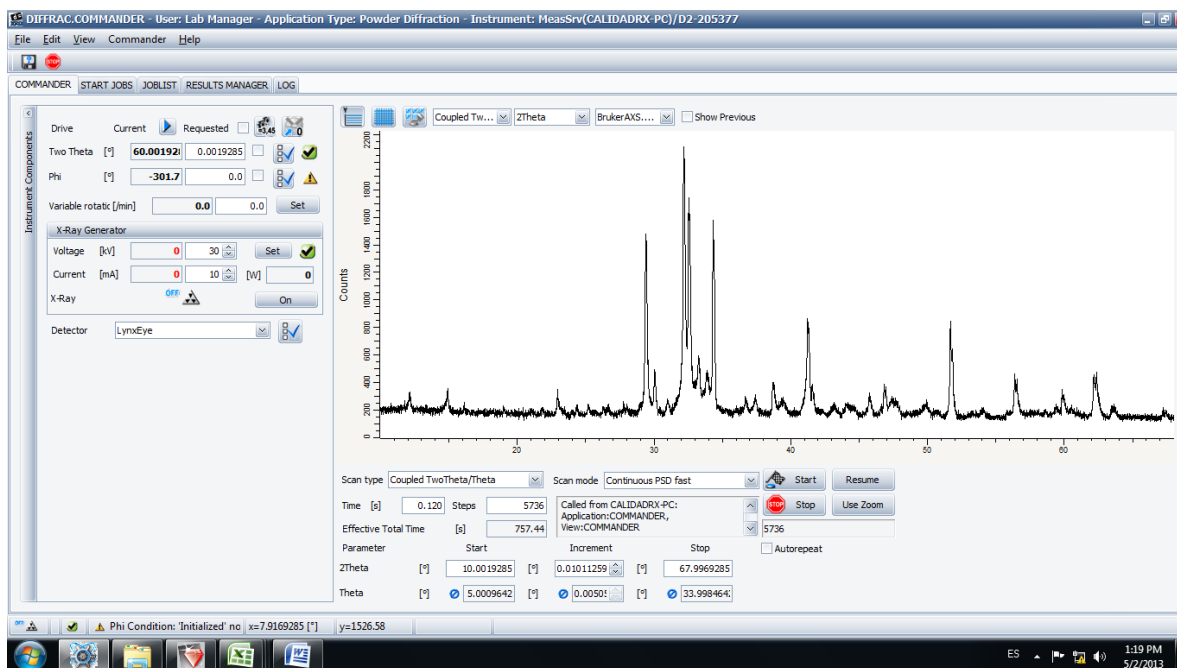 DIFFRAC.COMMANDER - User: Lab Manager - Application Type: Powder Diffraction - Instrument: MeasSrv(CALIDADRX-PC)/D2-205377
File Edit View Commander Help
STOP
COMMANDER START JOBS JOBLIST RESULTS MANAGER LOG
Instrument Components
Drive Current Requested
Two Theta [°] 60.00192 0.0019285
Phi [°] -301.7 0.0
Variable rotatic [/min] 0.0 0.0 Set
X-Ray Generator
Voltage [kV] 0 30 Set
Current [mA] 0 10 [W] 0
X-Ray OFF On
Detector LynxEye
Coupled Tw... 2Theta BrukerAXS.... Show Previous
Counts
2200
1800
1600
1400
1200
1000
800
600
400
200
0
20 30 40 50 60
Scan type Coupled TwoTheta/Theta Scan mode Continuous PSD fast Start Resume
Time [s] 0.120 Steps 5736 Called from CALIDADRX-PC: STOP Stop Use Zoom
Application:COMMANDER,
Effective Total Time [s] 757.44 View:COMMANDER 5736
Parameter Start Increment Stop Autorepeat
2Theta [°] 10.0019285 [°] 0.01011259 [°] 67.9969285
Theta [°] 5.0009642 [°] 0.0050 [°] 33.998464
OFF Phi Condition: 'Initialized' no x=7.9169285 [°] y=1526.58
ES 1:19 PM
5/2/2013